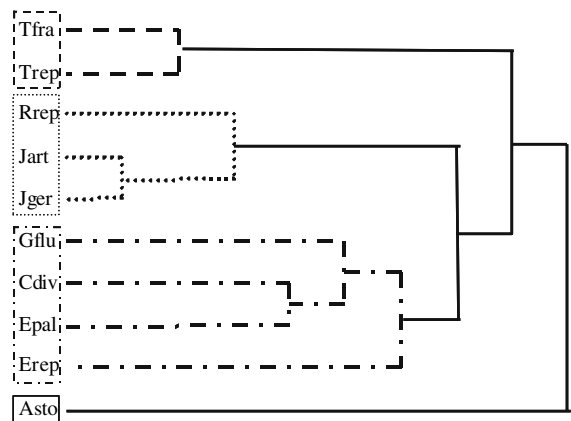 Tfra
Trep
Rrep
Jart
Jger
Gflu
Cdiv
Epal
Erep
Asto